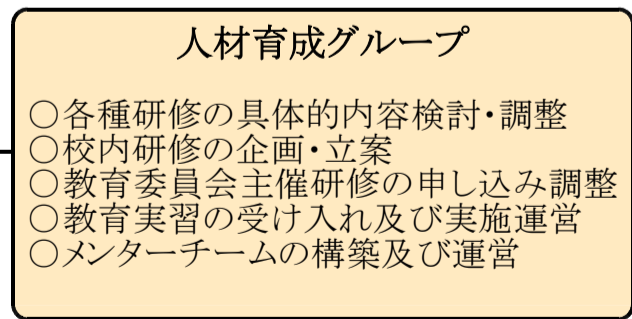 人材育成グループ
○各種研修の具体的内容検討・調整
○校内研修の企画・立案
○教育委員会主催研修の申し込み調整
○教育実習の受け入れ及び実施運営
○メンターチームの構築及び運営